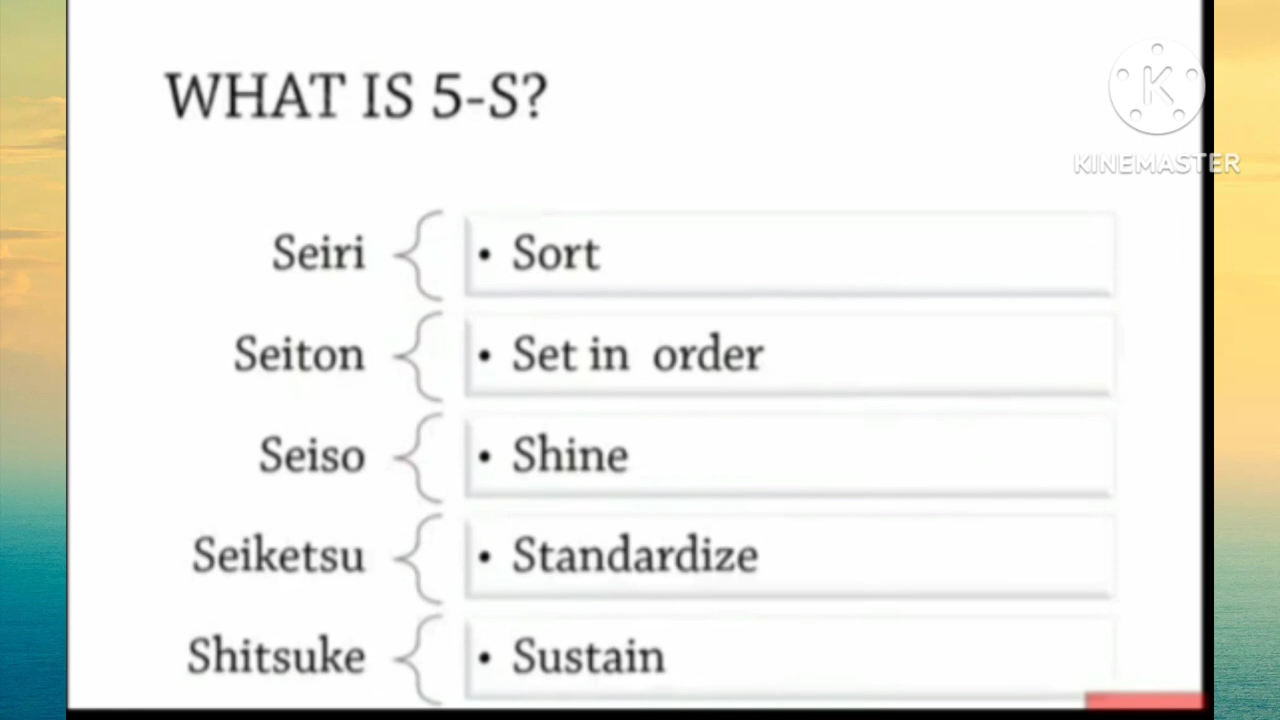 WHAT IS 5-S?
KINEMASTER
Seiri • Sort
Seiton • Set in order
Seiso • Shine
Seiketsu • Standardize
Shitsuke • Sustain